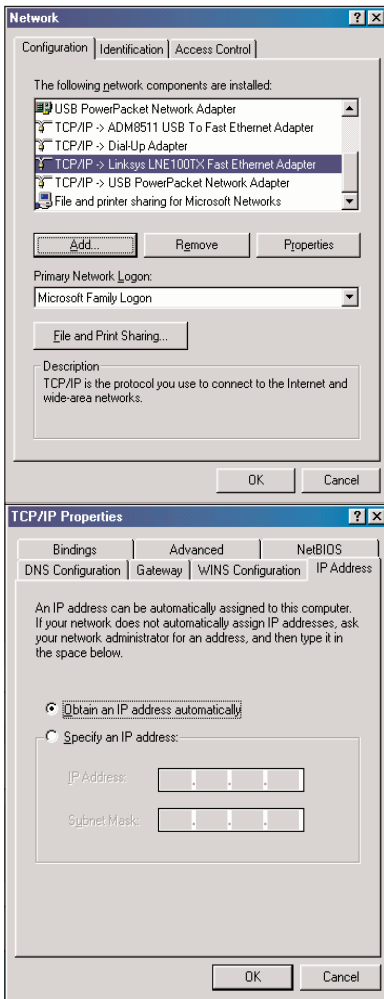 Network
Configuration Identification Access Control
The following network components are installed:
USB PowerPacket Network Adapter
TCP/IP -> ADM8511 USB To Fast Ethernet Adapter
TCP/IP -> Dial-Up Adapter
TCP/IP -> Linksys LNE100TX Fast Ethernet Adapter
TCP/IP -> USB PowerPacket Network Adapter
File and printer sharing for Microsoft Networks
Add... Remove Properties
Primary Network Logon:
Microsoft Family Logon
File and Print Sharing...
Description
TCP/IP is the protocol you use to connect to the Internet and
wide-area networks.
OK Cancel
TCP/IP Properties
Bindings Advanced NetBIOS
DNS Configuration Gateway WINS Configuration IP Address
An IP address can be automatically assigned to this computer.
If your network does not automatically assign IP addresses, ask
your network administrator for an address, and then type it in
the space below.
Obtain an IP address automatically
Specify an IP address:
IP Address:
Subnet Mask:
OK Cancel